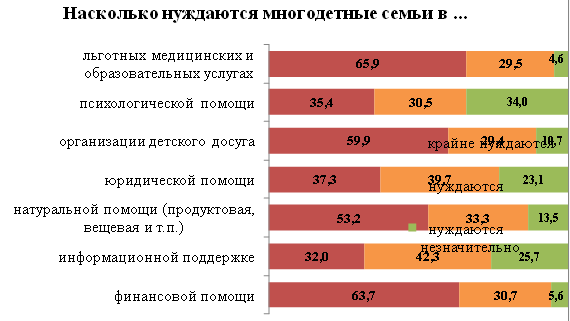 Насколько нуждаются многодетные семьи в ...
льготных медицинских и
образовательных услугах
65,9 29,5 4,6
психологической помощи
35,4 30,5 34,0
организации детского досуга
59,9 29,4 10,7
крайне нуждаются
юридической помощи
37,3 39,7 23,1
нуждаются
натуральной помощи (продуктовая,
вещевая и т.п.)
53,2 33,3 13,5
нуждаются
незначительно
информационной поддержке
32,0 42,3 25,7
финансовой помощи
63,7 30,7 5,6